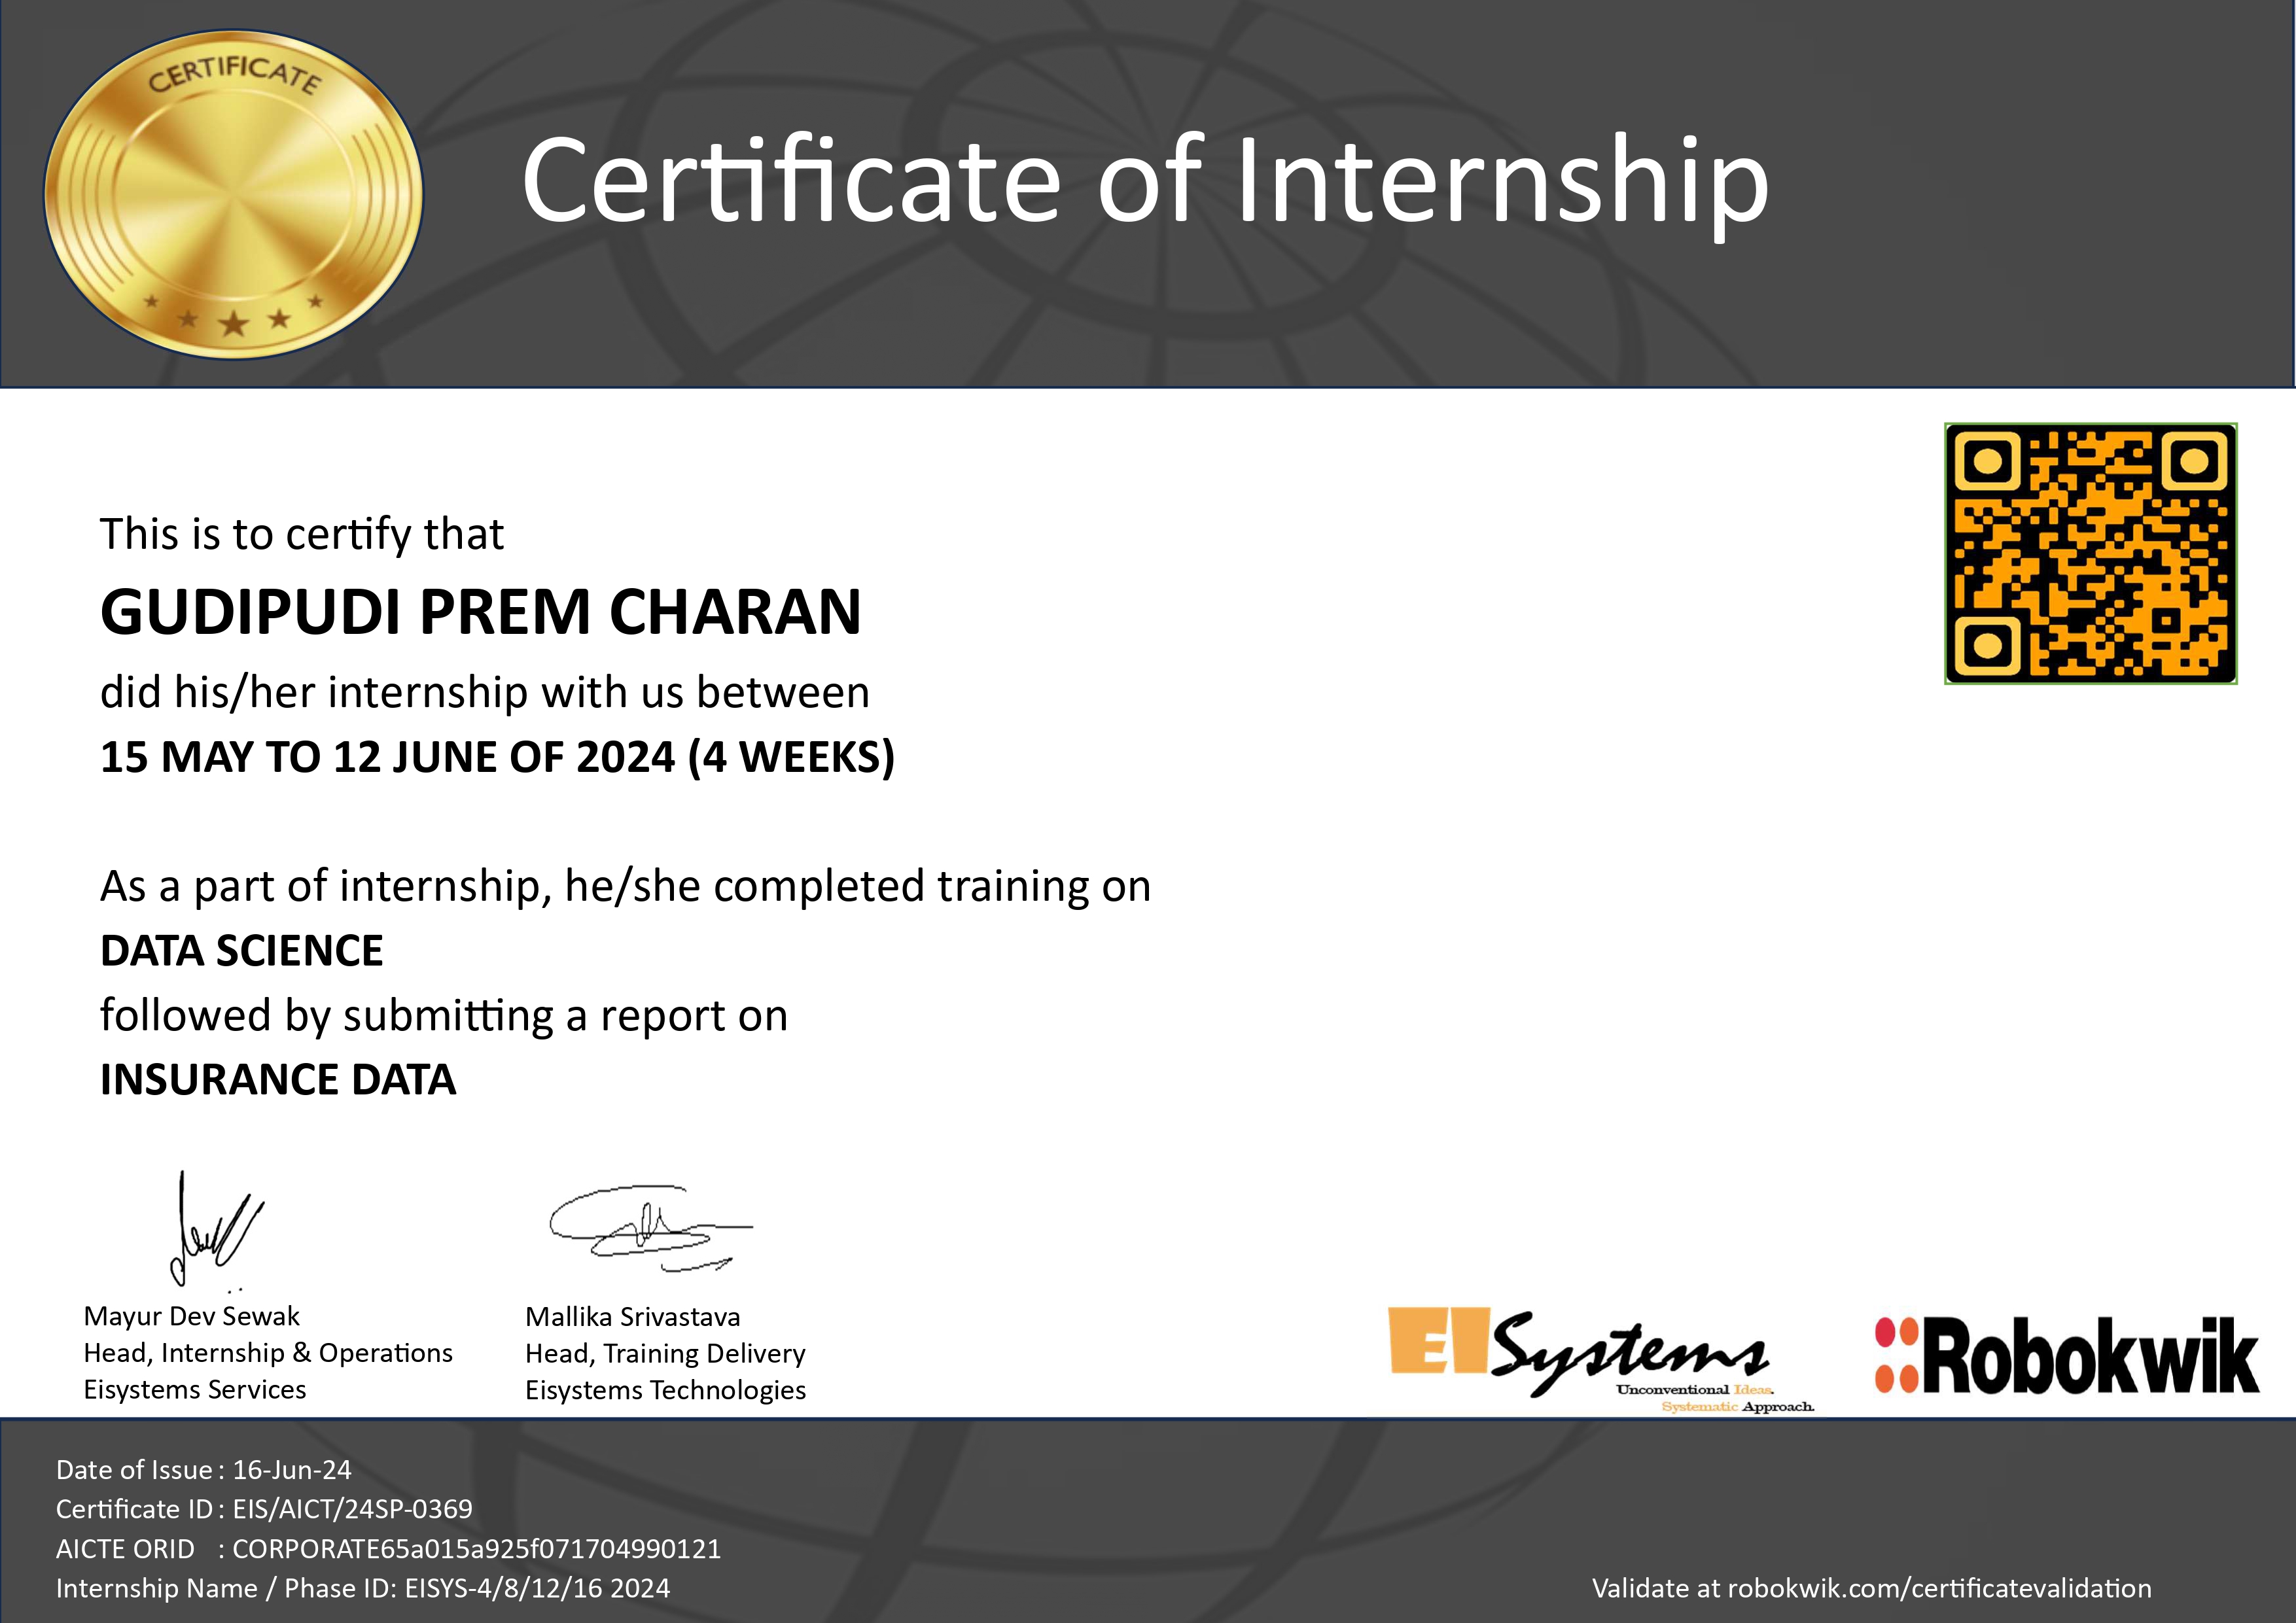 CERTIFICATE
Certificate of Internship
This is to certify that
GUDIPUDI PREM CHARAN
did his/her internship with us between
15 MAY TO 12 JUNE OF 2024 (4 WEEKS)
As a part of internship, he/she completed training on
DATA SCIENCE
followed by submitting a report on
INSURANCE DATA
Mayur Dev Sewak
Head, Internship & Operations
Eisystems Services
Mallika Srivastava
Head, Training Delivery
Eisystems Technologies
EI Systems
Unconventional Ideas.
Systematic Approach.
Robokwik
Date of Issue : 16-Jun-24
Certificate ID : EIS/AICT/24SP-0369
AICTE ORID : CORPORATE65a015a925f071704990121
Internship Name / Phase ID: EISYS-4/8/12/16 2024
Validate at robokwik.com/certificatevalidation